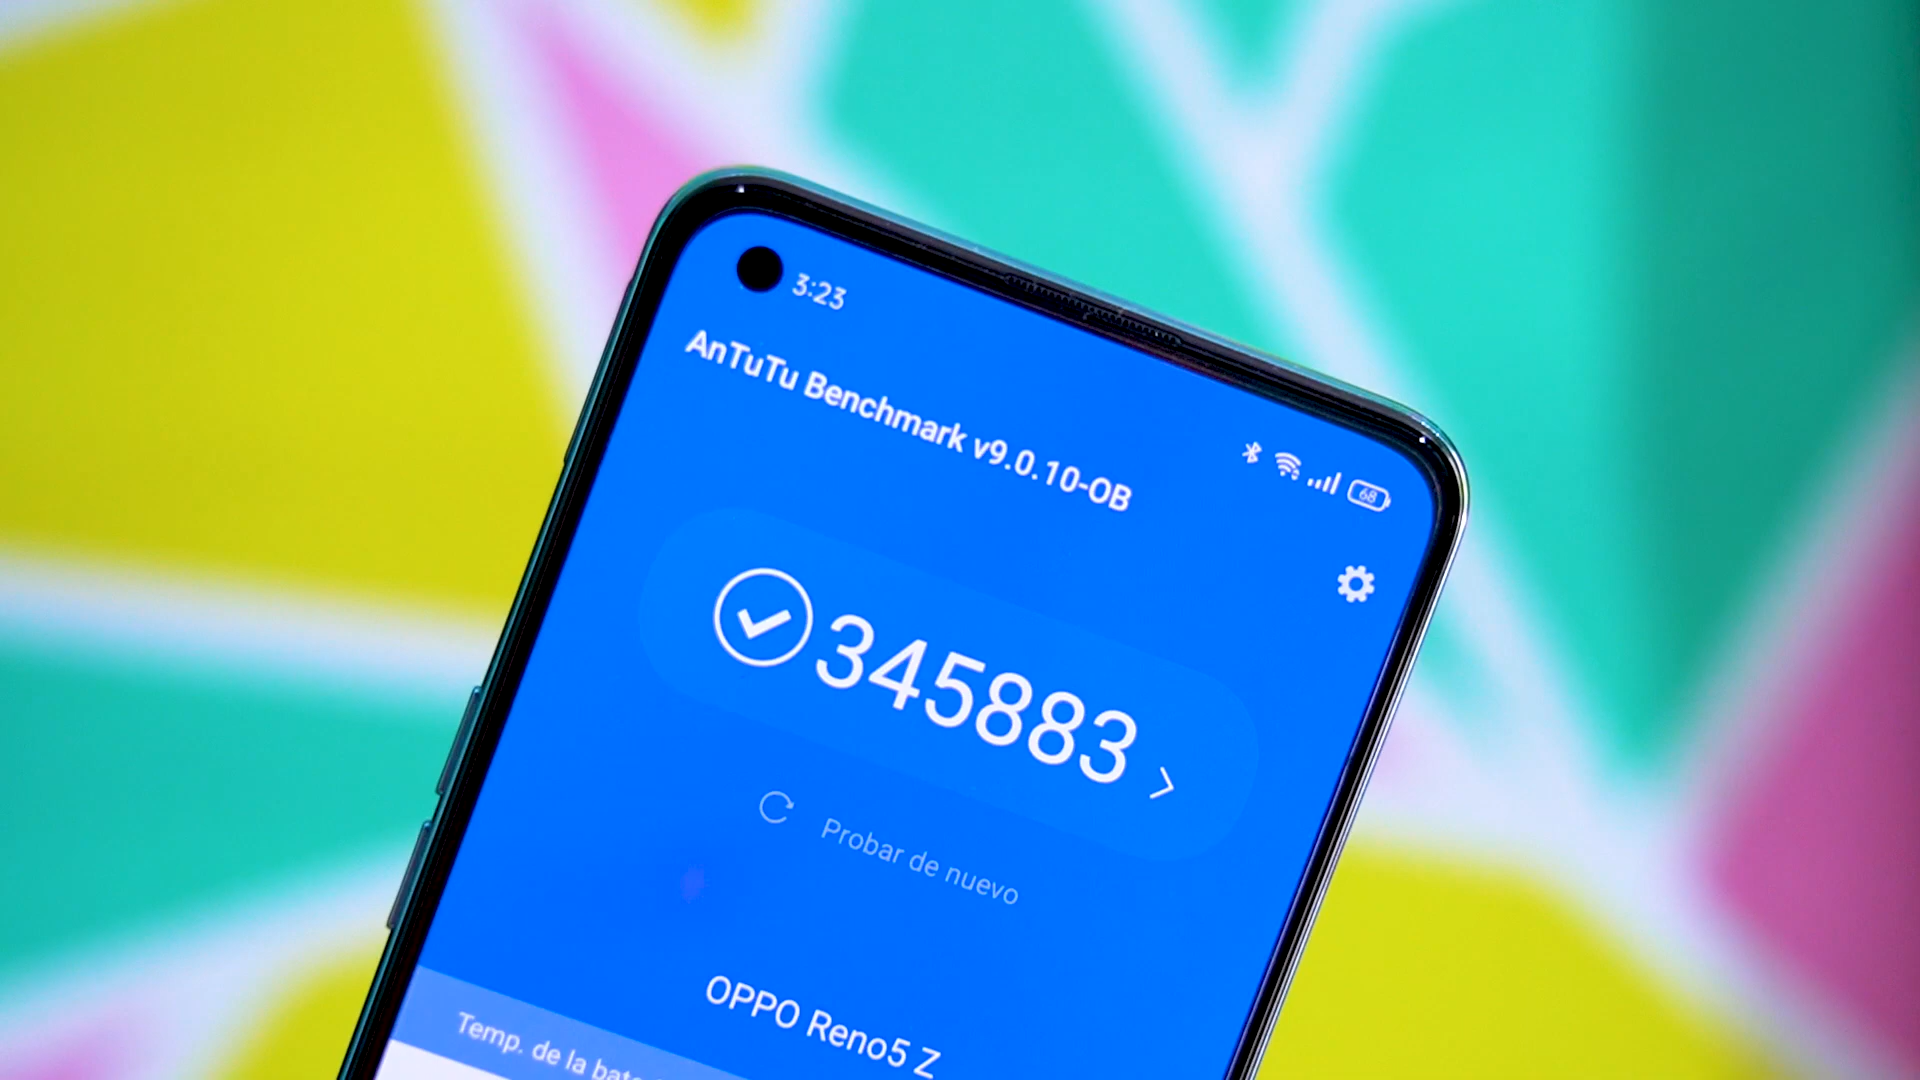 3:23
68
AnTuTu Benchmark v9.0.10-OB
345883
Probar de nuevo
OPPO Reno5 Z
Temp. de la